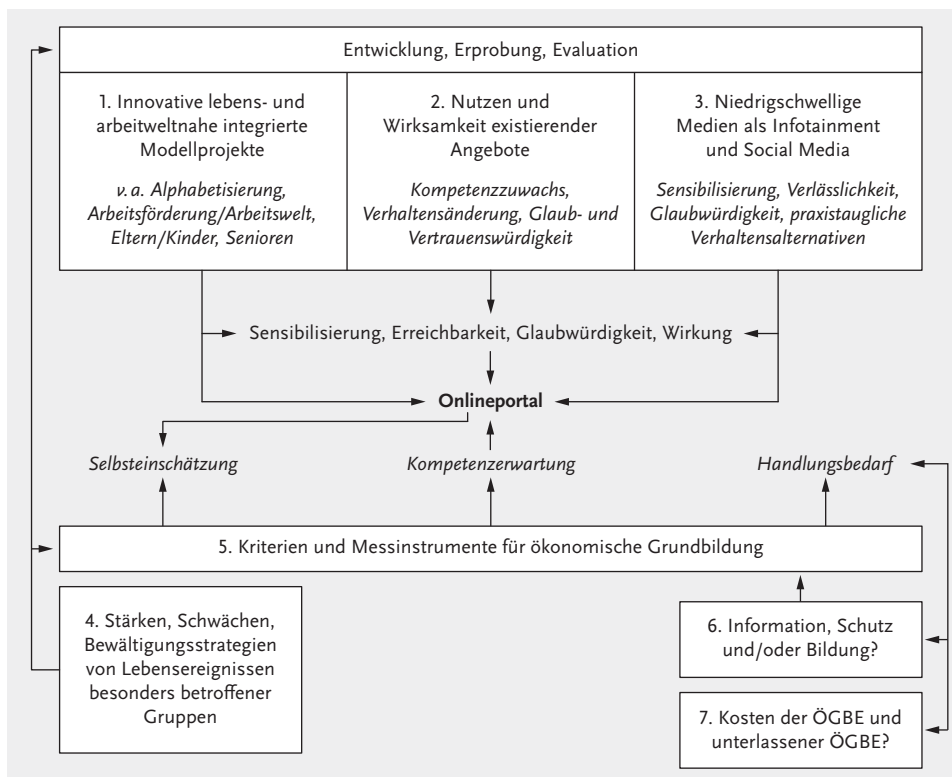 Entwicklung, Erprobung, Evaluation
1. Innovative lebens- und
arbeitweltnahe integrierte
Modellprojekte
v. a. Alphabetisierung,
Arbeitsförderung/Arbeitswelt,
Eltern/Kinder, Senioren
2. Nutzen und
Wirksamkeit existierender
Angebote
Kompetenzzuwachs,
Verhaltensänderung, Glaub- und
Vertrauenswürdigkeit
3. Niedrigschwellige
Medien als Infotainment
und Social Media
Sensibilisierung, Verlässlichkeit,
Glaubwürdigkeit, praxistaugliche
Verhaltensalternativen
Sensibilisierung, Erreichbarkeit, Glaubwürdigkeit, Wirkung
Onlineportal
Selbsteinschätzung
Kompetenzerwartung
Handlungsbedarf
5. Kriterien und Messinstrumente für ökonomische Grundbildung
4. Stärken, Schwächen,
Bewältigungsstrategien
von Lebensereignissen
besonders betroffener
Gruppen
6. Information, Schutz
und/oder Bildung?
7. Kosten der ÖGBE und
unterlassener ÖGBE?